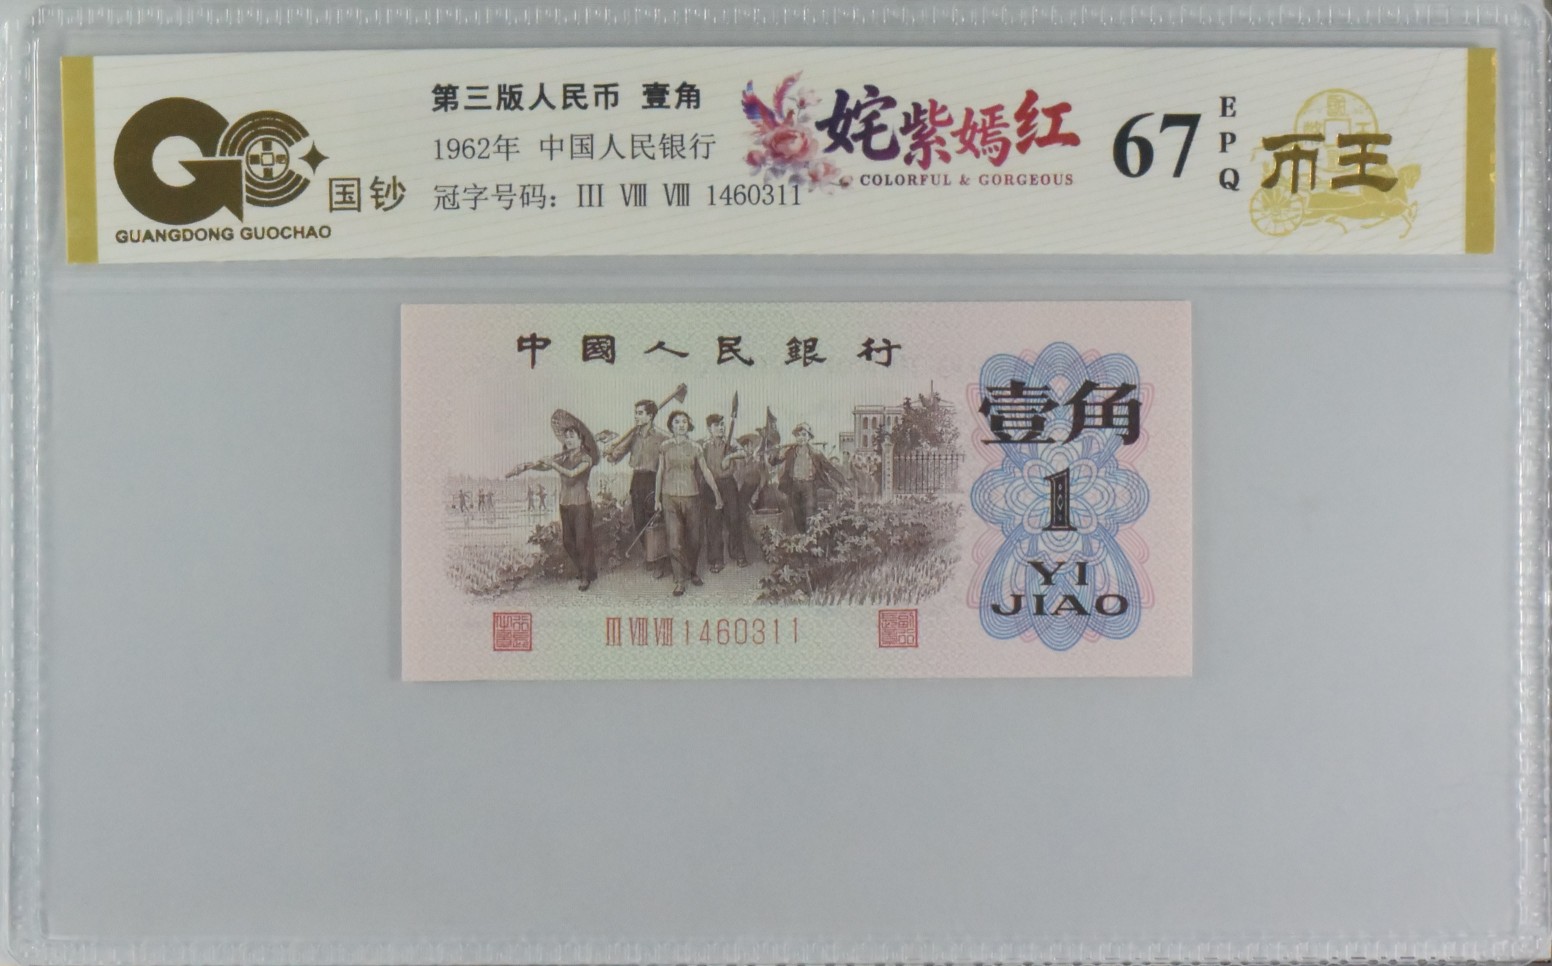 国钞
GUANGDONG GUOCHAO
第三版人民币 壹角
1962年 中国人民银行
冠字号码：III VIII VIII 1460311
姹紫嫣红
COLORFUL & GORGEOUS
67
EPQ
币王
中國人民銀行
壹角
1
YI
JIAO
III VIII VIII 1460311